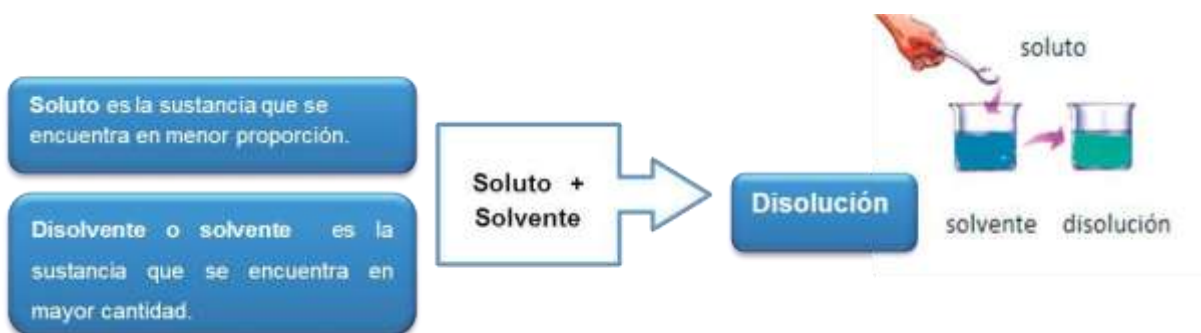 Soluto es la sustancia que se
encuentra en menor proporción.
Disolvente o solvente es la
sustancia que se encuentra en
mayor cantidad.
Soluto +
Solvente
Disolución
soluto
solvente disolución